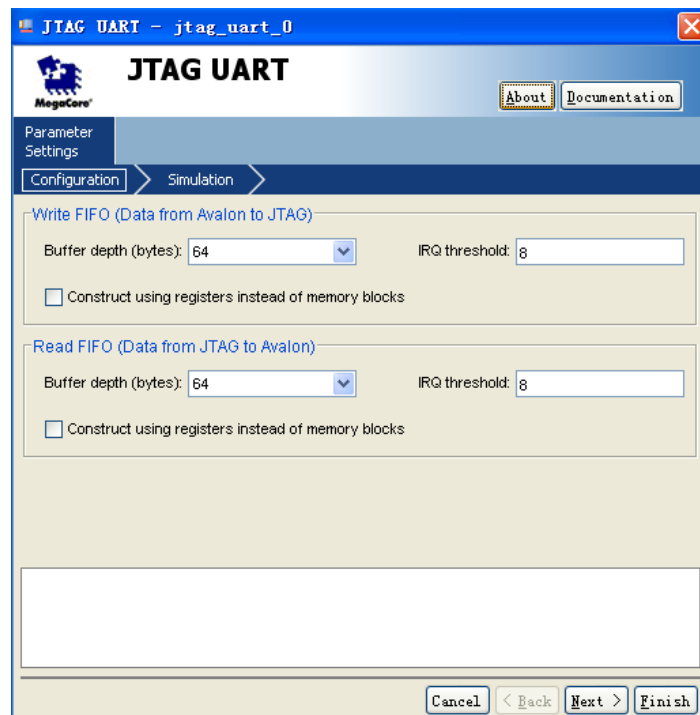 JTAG UART - jtag_uart_0
JTAG UART
MegaCore®
About Documentation
Parameter
Settings
Configuration Simulation
Write FIFO (Data from Avalon to JTAG)
Buffer depth (bytes): 64 IRQ threshold: 8
Construct using registers instead of memory blocks
Read FIFO (Data from JTAG to Avalon)
Buffer depth (bytes): 64 IRQ threshold: 8
Construct using registers instead of memory blocks
Cancel < Back Next > Finish